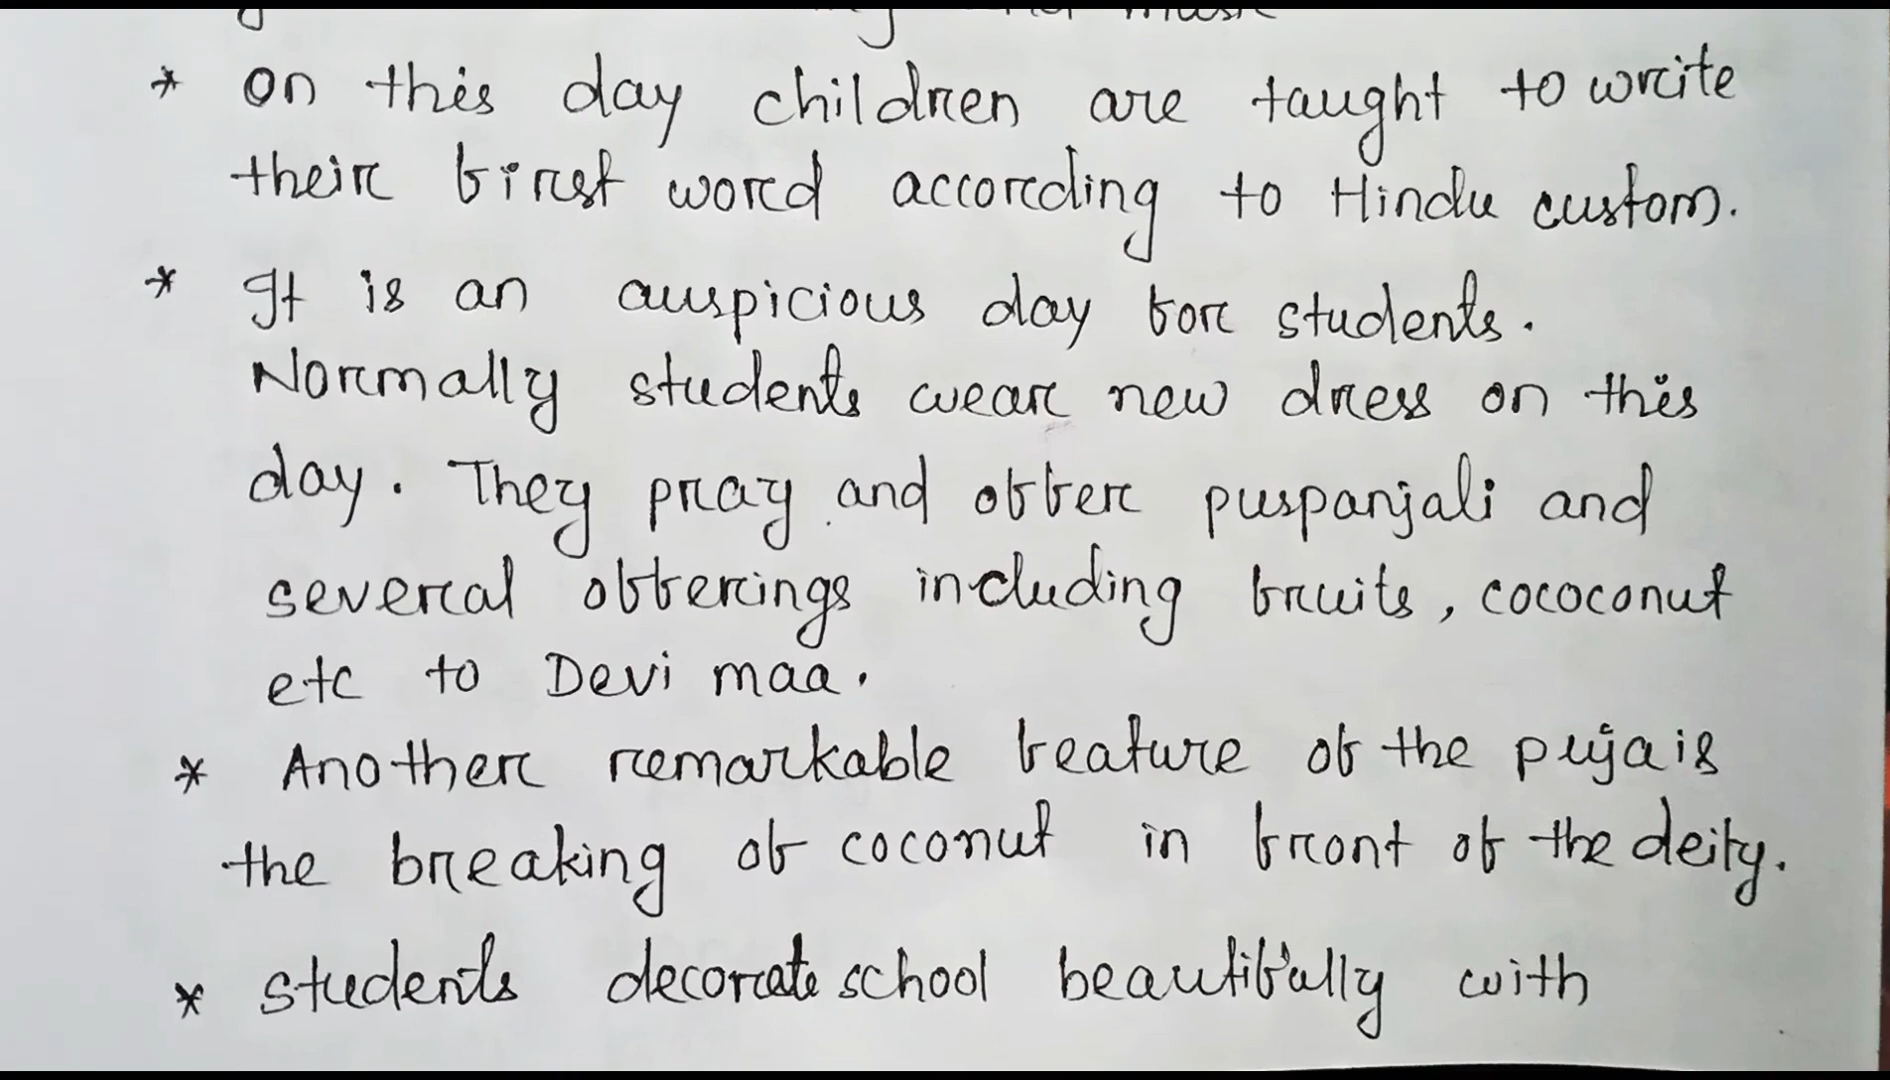 music
* on this day children are taught to write
their first word according to Hindu custom.
* It is an auspicious day for students.
Normally students wear new dress on this
day. They pray and offer puspanjali and
several offerings including fruits, cococonut
etc to Devi maa.
* Another remarkable feature of the puja is
the breaking of coconut in front of the deity.
* students decorate school beautifully with